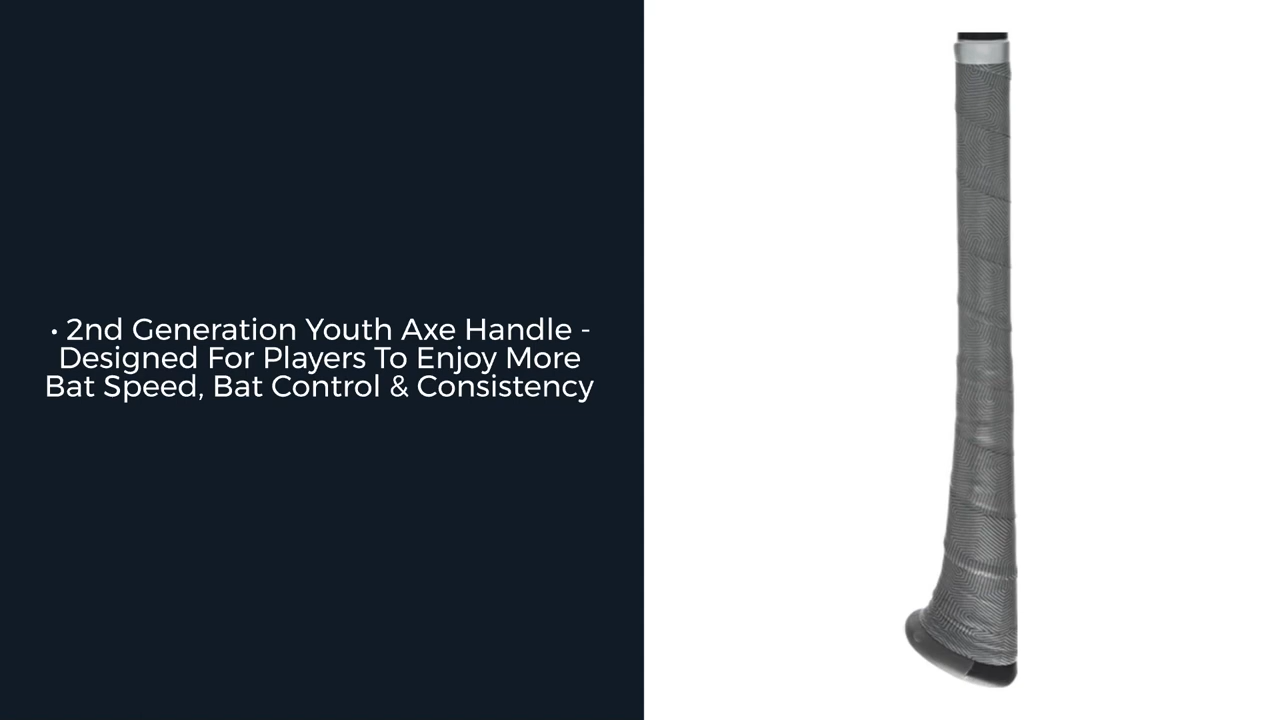 • 2nd Generation Youth Axe Handle -
Designed For Players To Enjoy More
Bat Speed, Bat Control & Consistency